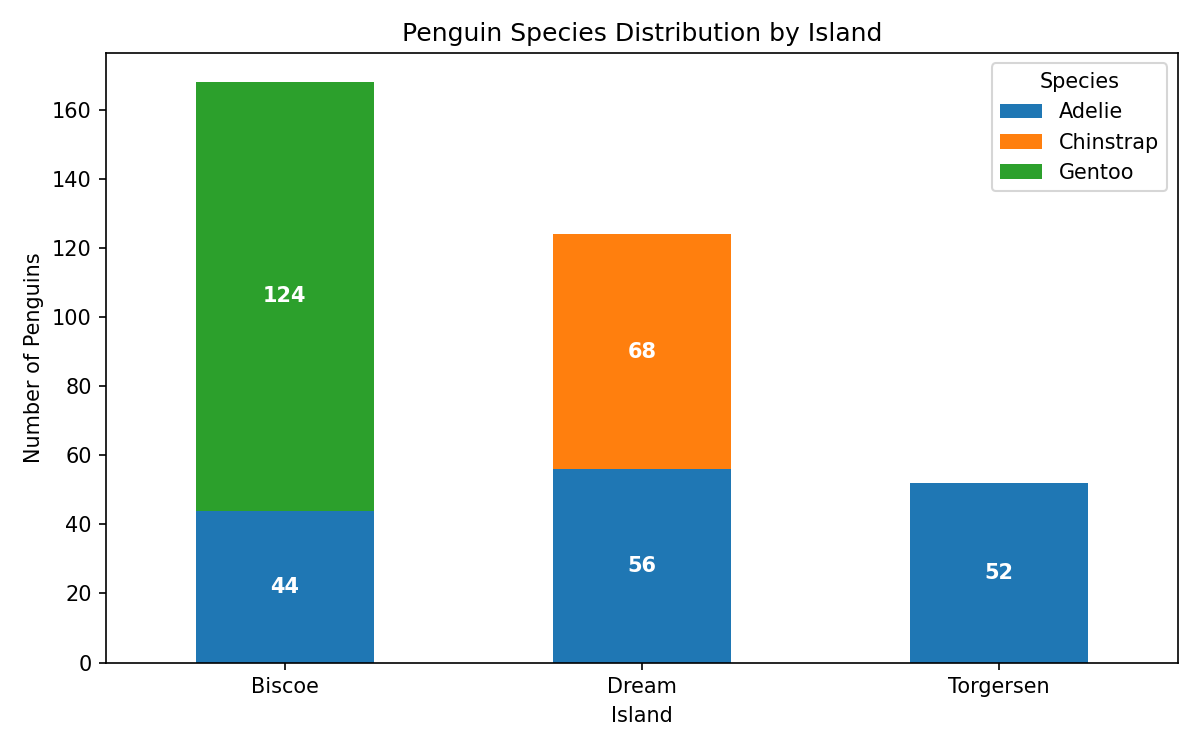 Penguin Species Distribution by Island
Number of Penguins
160
140
120
100
80
60
40
20
0
124
44
68
56
52
Species
Adelie
Chinstrap
Gentoo
Biscoe
Dream
Torgersen
Island